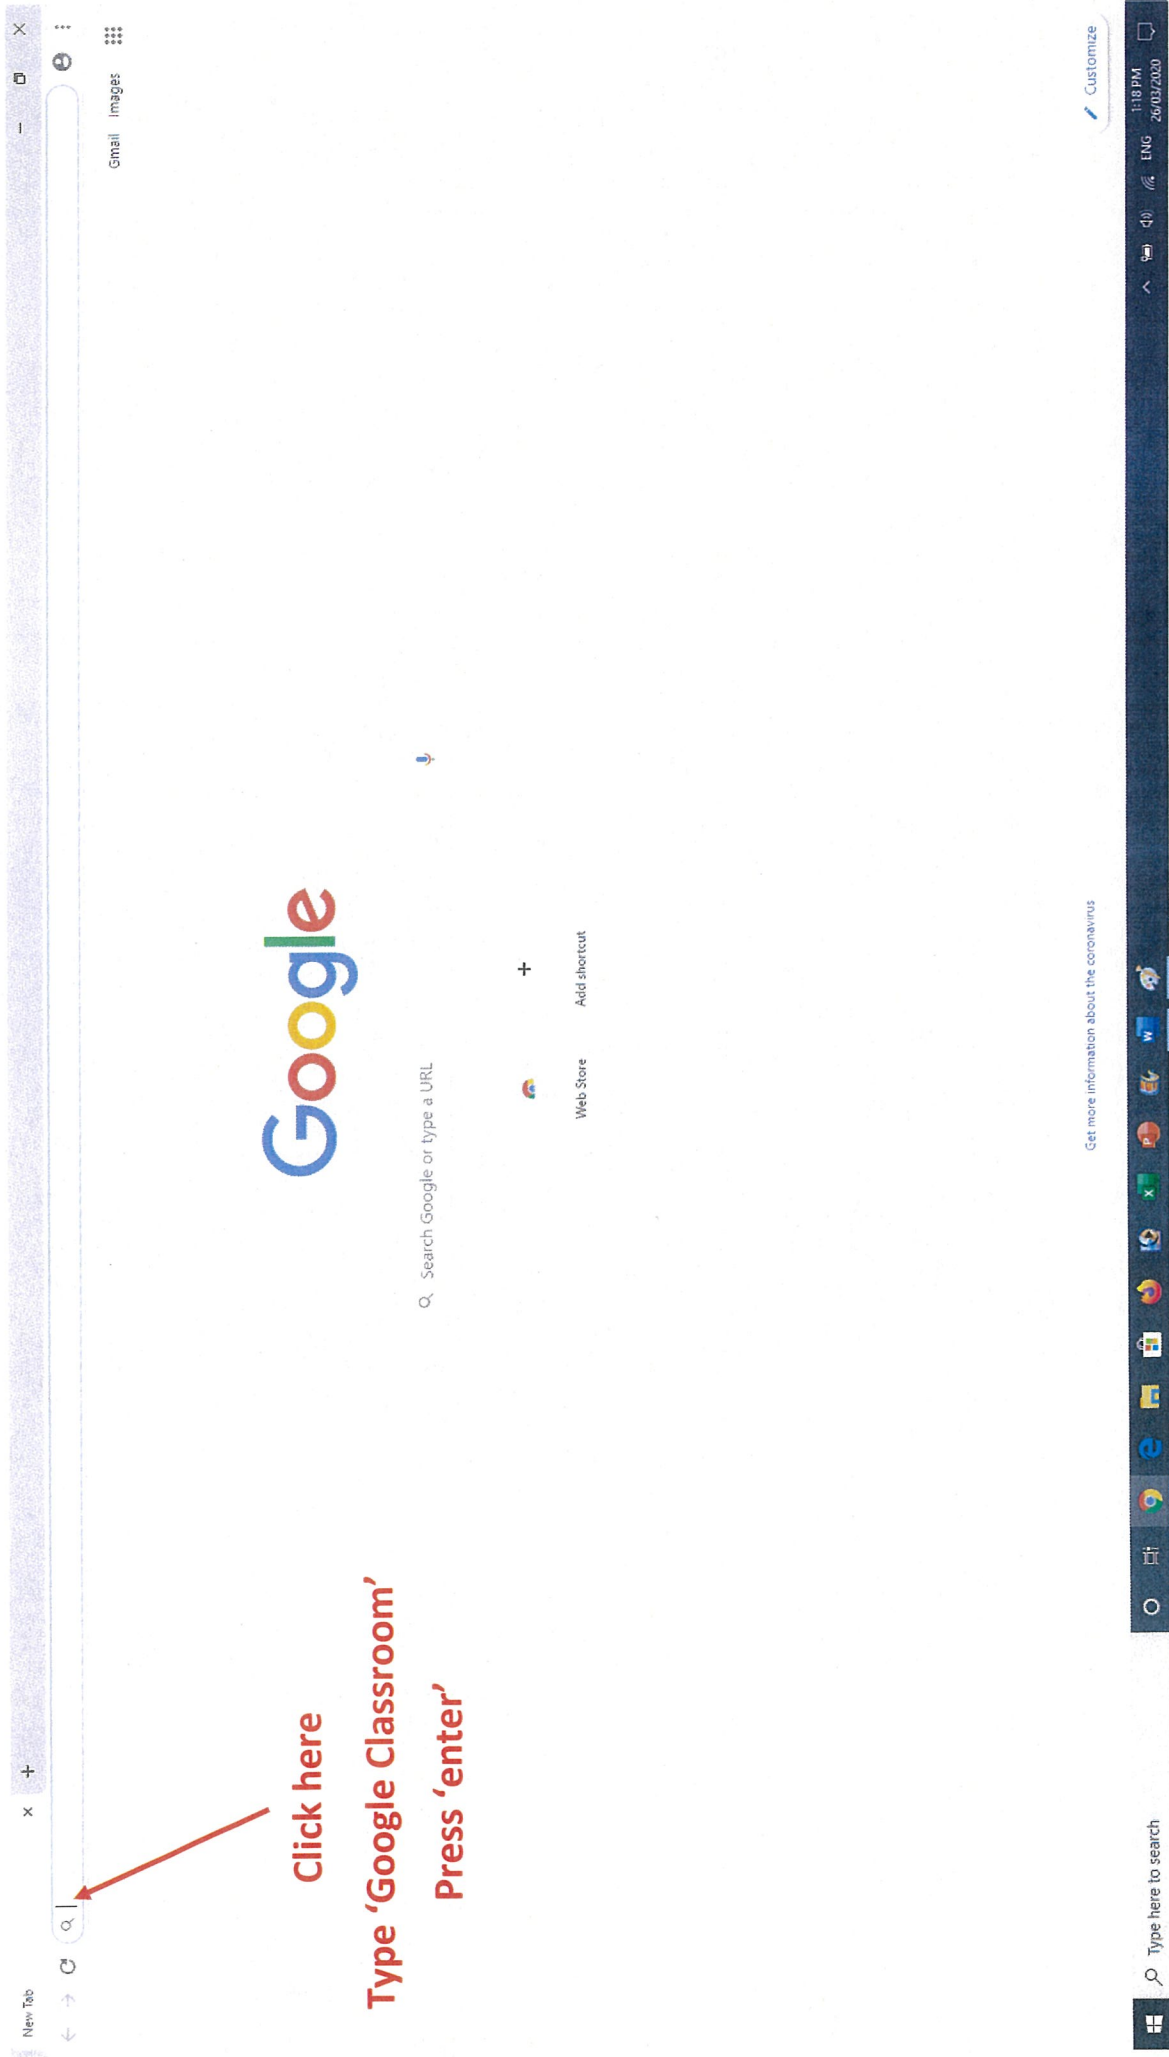 New Tab
Gmail Images
Google
Search Google or type a URL
Web Store
Add shortcut
Click here
Type ‘Google Classroom’
Press ‘enter’
Get more information about the coronavirus
Customize
Type here to search
ENG
1:18 PM
26/03/2020